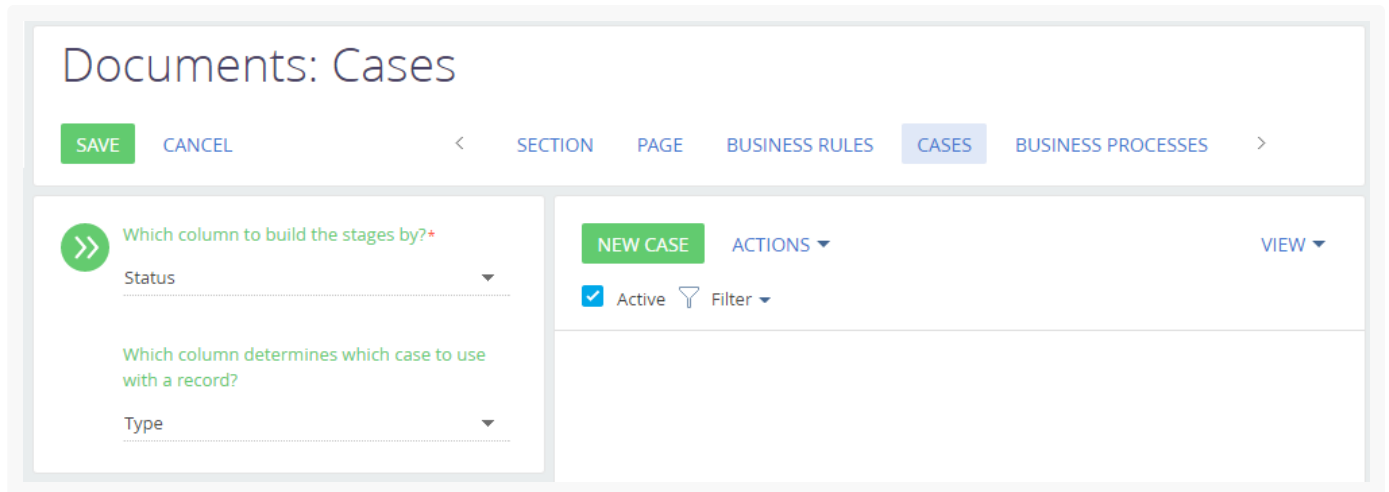 Documents: Cases
SAVE CANCEL < SECTION PAGE BUSINESS RULES CASES BUSINESS PROCESSES >
Which column to build the stages by?*
Status
Which column determines which case to use
with a record?
Type
NEW CASE ACTIONS VIEW
Active Filter